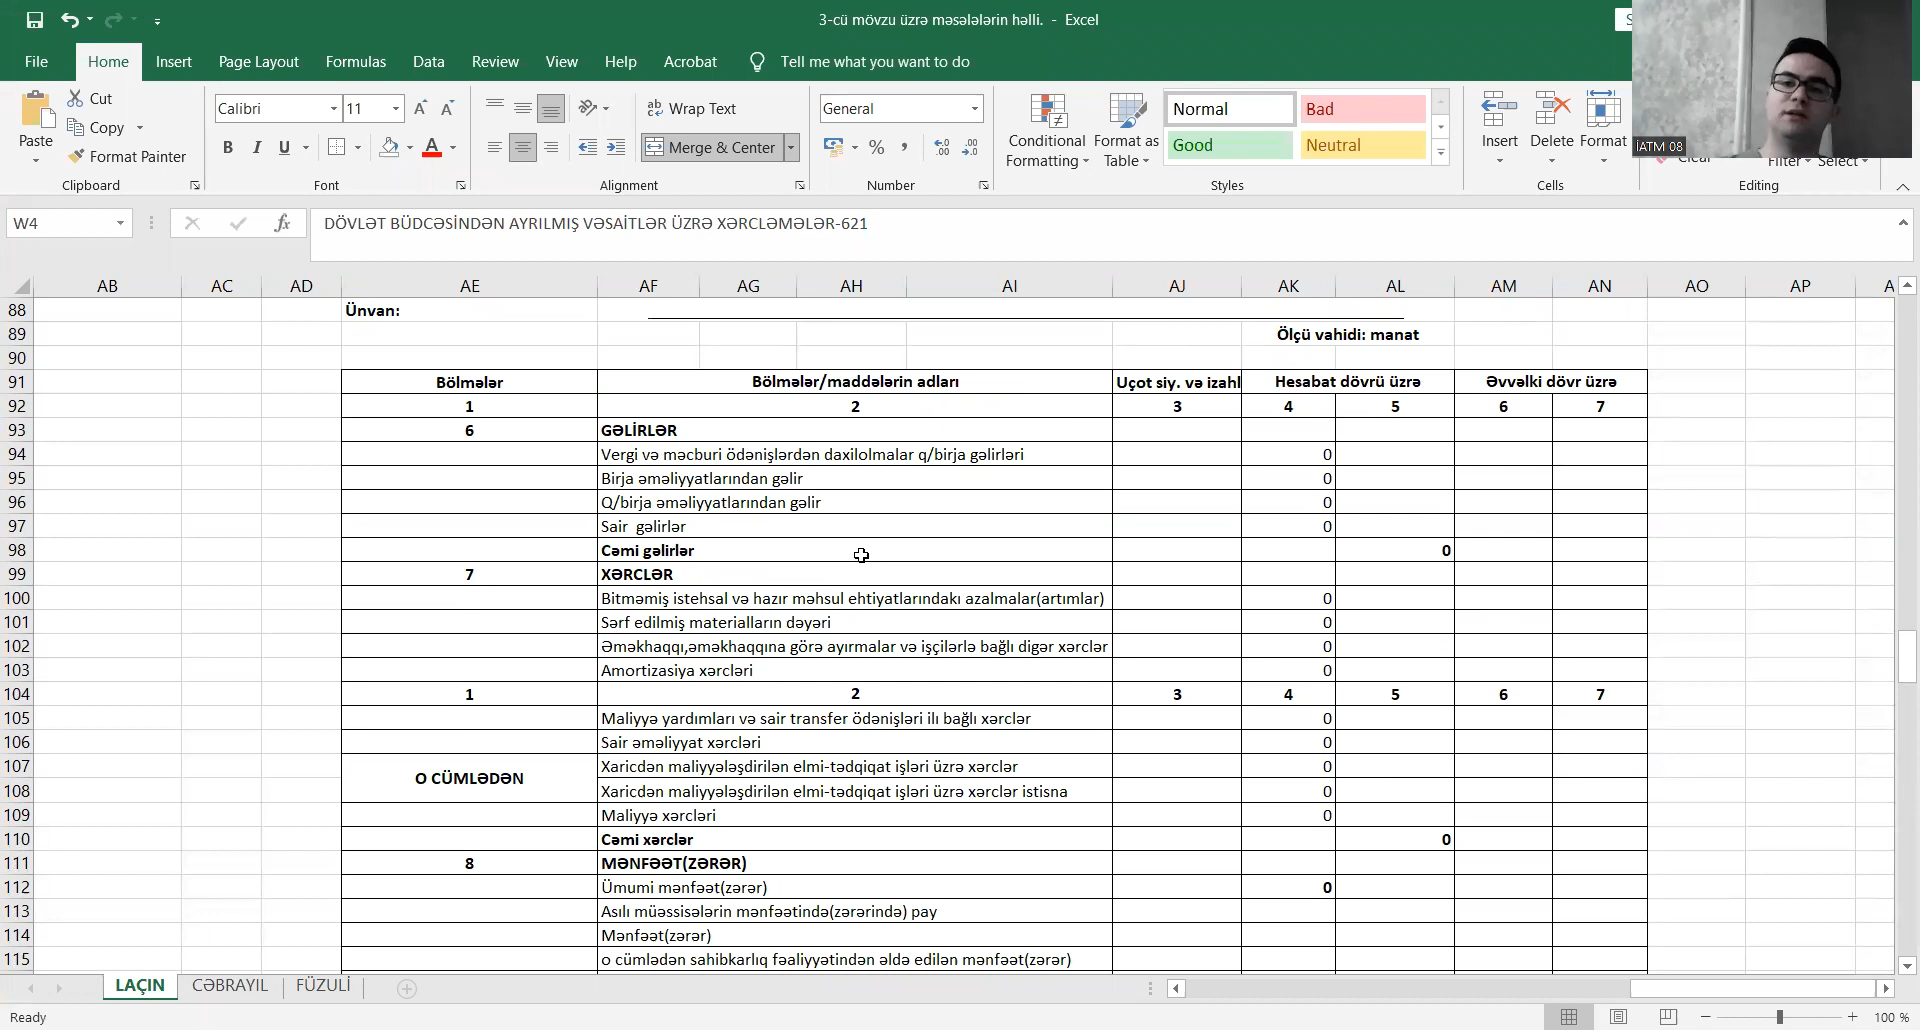 3-cü mövzu üzrə məsələlərin həlli. - Excel
File Home Insert Page Layout Formulas Data Review View Help Acrobat Tell me what you want to do
Paste
Cut
Copy
Format Painter
Clipboard
Calibri 11
B I U
Font
Wrap Text
Merge & Center
Alignment
General
Number
Conditional Formatting
Format as Table
Normal Bad
Good Neutral
Styles
Insert Delete Format
Cells
Clear
Filter Select
Editing
İATM 08
W4 fx DÖVLƏT BÜDCƏSİNDƏN AYRILMIŞ VƏSAİTLƏR ÜZRƏ XƏRCLƏMƏLƏR-621
AB AC AD AE AF AG AH AI AJ AK AL AM AN AO AP A
88 Ünvan:
89 Ölçü vahidi: manat
90
91 Bölmələr Bölmələr/maddələrin adları Uçot siy. və izahl Hesabat dövrü üzrə Əvvəlki dövr üzrə
92 1 2 3 4 5 6 7
93 6 GƏLİRLƏR
94 Vergi və məcburi ödənişlərdən daxilolmalar q/birja gəlirləri 0
95 Birja əməliyyatlarından gəlir 0
96 Q/birja əməliyyatlarından gəlir 0
97 Sair gəlirlər 0
98 Cəmi gəlirlər 0
99 7 XƏRCLƏR
100 Bitməmiş istehsal və hazır məhsul ehtiyatlarındakı azalmalar(artımlar) 0
101 Sərf edilmiş materialların dəyəri 0
102 Əməkhaqqı,əməkhaqqına görə ayırmalar və işçilərlə bağlı digər xərclər 0
103 Amortizasiya xərcləri 0
104 1 2 3 4 5 6 7
105 Maliyyə yardımları və sair transfer ödənişləri ilı bağlı xərclər 0
106 Sair əməliyyat xərcləri 0
107 O CÜMLƏDƏN Xaricdən maliyyələşdirilən elmi-tədqiqat işləri üzrə xərclər 0
108 Xaricdən maliyyələşdirilən elmi-tədqiqat işləri üzrə xərclər istisna 0
109 Maliyyə xərcləri 0
110 Cəmi xərclər 0
111 8 MƏNFƏƏT(ZƏRƏR)
112 Ümumi mənfəət(zərər) 0
113 Asılı müəssisələrin mənfəətində(zərərində) pay
114 Mənfəət(zərər)
115 o cümlədən sahibkarlıq fəaliyyətindən əldə edilən mənfəət(zərər)
LAÇIN CƏBRAYIL FÜZULİ
Ready 100 %